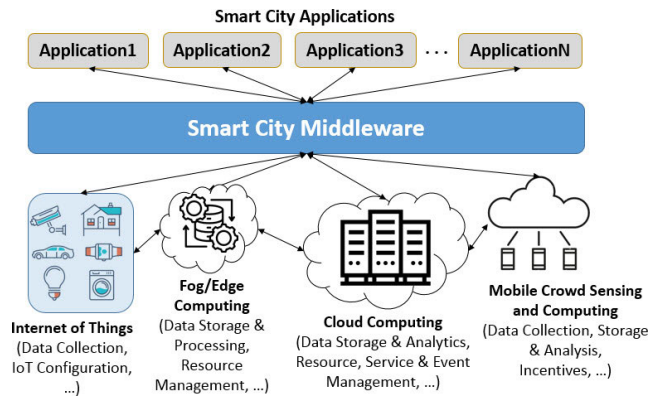 Smart City Applications
Application1
Application2
Application3
...
ApplicationN
Smart City Middleware
Internet of Things
(Data Collection,
IoT Configuration,
...)
Fog/Edge
Computing
(Data Storage &
Processing,
Resource
Management, ...)
Cloud Computing
(Data Storage & Analytics,
Resource, Service & Event
Management, ...)
Mobile Crowd Sensing
and Computing
(Data Collection, Storage
& Analysis,
Incentives, ...)